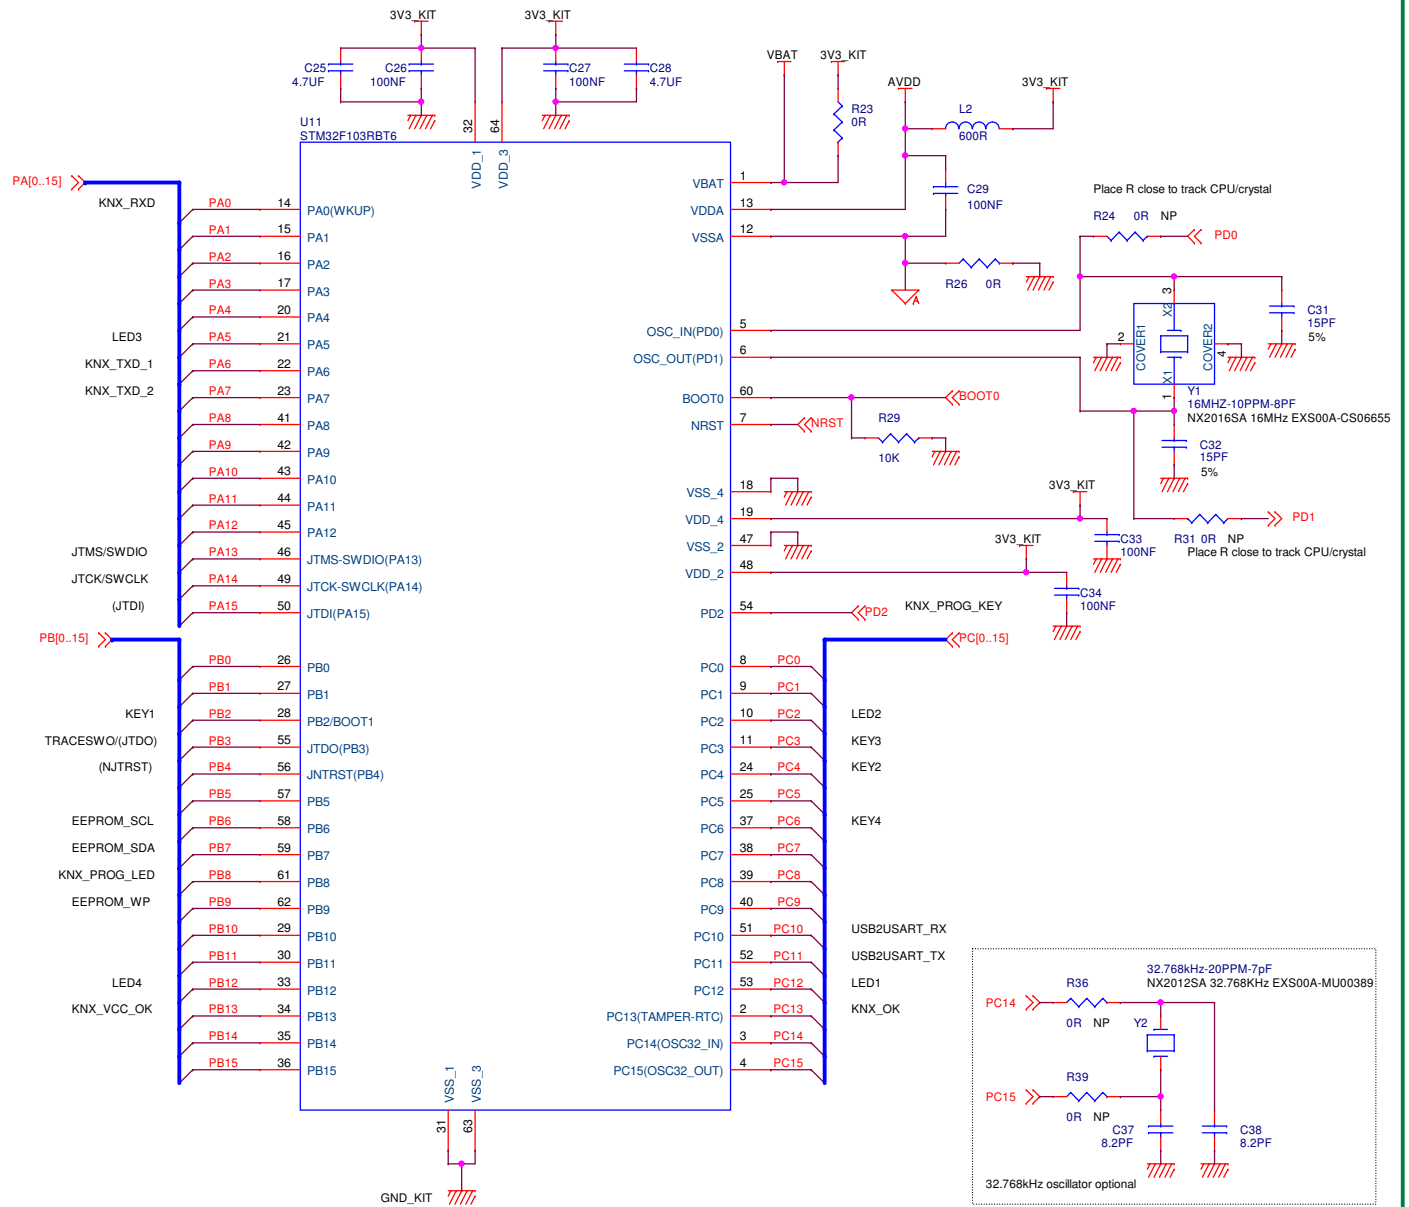 3V3_KIT
3V3_KIT
C25
4.7UF
C26
100NF
C27
100NF
C28
4.7UF
VBAT
3V3_KIT
R23
0R
AVDD
L2
600R
3V3_KIT
C29
100NF
U11
STM32F103RBT6
32
VDD_1
64
VDD_3
PA[0..15]
KNX_RXD
PA0 14 PA0(WKUP)
PA1 15 PA1
PA2 16 PA2
PA3 17 PA3
PA4 20 PA4
LED3 PA5 21 PA5
KNX_TXD_1 PA6 22 PA6
KNX_TXD_2 PA7 23 PA7
PA8 41 PA8
PA9 42 PA9
PA10 43 PA10
PA11 44 PA11
PA12 45 PA12
JTMS/SWDIO PA13 46 JTMS-SWDIO(PA13)
JTCK/SWCLK PA14 49 JTCK-SWCLK(PA14)
(JTDI) PA15 50 JTDI(PA15)
PB[0..15]
PB0 26 PB0
PB1 27 PB1
KEY1 PB2 28 PB2/BOOT1
TRACESWO/(JTDO) PB3 55 JTDO(PB3)
(NJTRST) PB4 56 JNTRST(PB4)
PB5 57 PB5
EEPROM_SCL PB6 58 PB6
EEPROM_SDA PB7 59 PB7
KNX_PROG_LED PB8 61 PB8
EEPROM_WP PB9 62 PB9
PB10 29 PB10
PB11 30 PB11
LED4 PB12 33 PB12
KNX_VCC_OK PB13 34 PB13
PB14 35 PB14
PB15 36 PB15
VSS_1
31
VSS_3
63
GND_KIT
VBAT 1
VDDA 13
VSSA 12
R26 0R
A
OSC_IN(PD0) 5
OSC_OUT(PD1) 6
BOOT0 60 BOOT0
NRST 7 NRST
R29
10K
VSS_4 18
VDD_4 19
3V3_KIT
C33
100NF
VSS_2 47
VDD_2 48
3V3_KIT
C34
100NF
PD2 54 PD2 KNX_PROG_KEY
PC[0..15]
PC0 8 PC0
PC1 9 PC1
PC2 10 PC2 LED2
PC3 11 PC3 KEY3
PC4 24 PC4 KEY2
PC5 25 PC5
PC6 37 PC6 KEY4
PC7 38 PC7
PC8 39 PC8
PC9 40 PC9
PC10 51 PC10 USB2USART_RX
PC11 52 PC11 USB2USART_TX
PC12 53 PC12 LED1
PC13(TAMPER-RTC) 2 PC13 KNX_OK
PC14(OSC32_IN) 3 PC14
PC15(OSC32_OUT) 4 PC15
Place R close to track CPU/crystal
R24 0R NP PD0
3
X2
2
COVER1
COVER2
4
X1
1
C31
15PF
5%
Y1
16MHZ-10PPM-8PF
NX2016SA 16MHz EXS00A-CS06655
C32
15PF
5%
PD1
R31 0R NP
Place R close to track CPU/crystal
32.768kHz-20PPM-7pF
NX2012SA 32.768KHz EXS00A-MU00389
PC14 R36
0R NP
Y2
PC15 R39
0R NP
C37
8.2PF
C38
8.2PF
32.768kHz oscillator optional